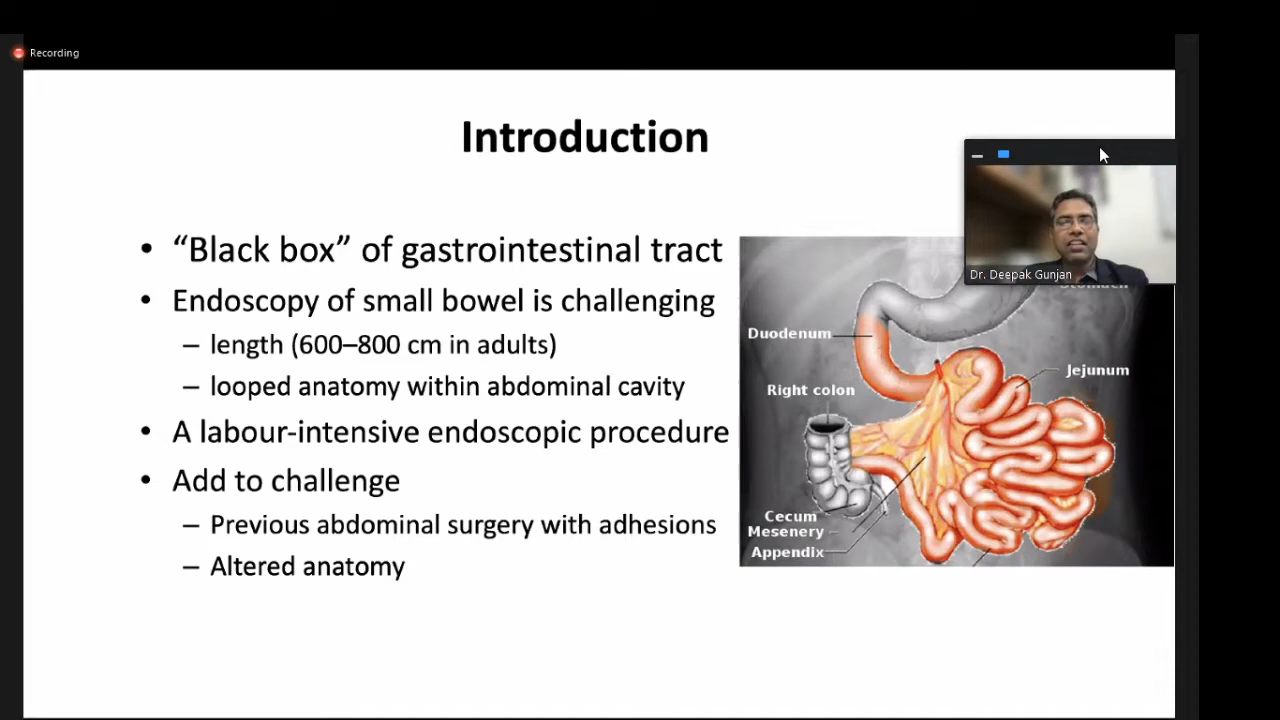 Recording
Introduction
• “Black box” of gastrointestinal tract
• Endoscopy of small bowel is challenging
– length (600–800 cm in adults)
– looped anatomy within abdominal cavity
• A labour-intensive endoscopic procedure
• Add to challenge
– Previous abdominal surgery with adhesions
– Altered anatomy
Dr. Deepak Gunjan
Stomach
Duodenum
Jejunum
Right colon
Cecum
Mesenery
Appendix